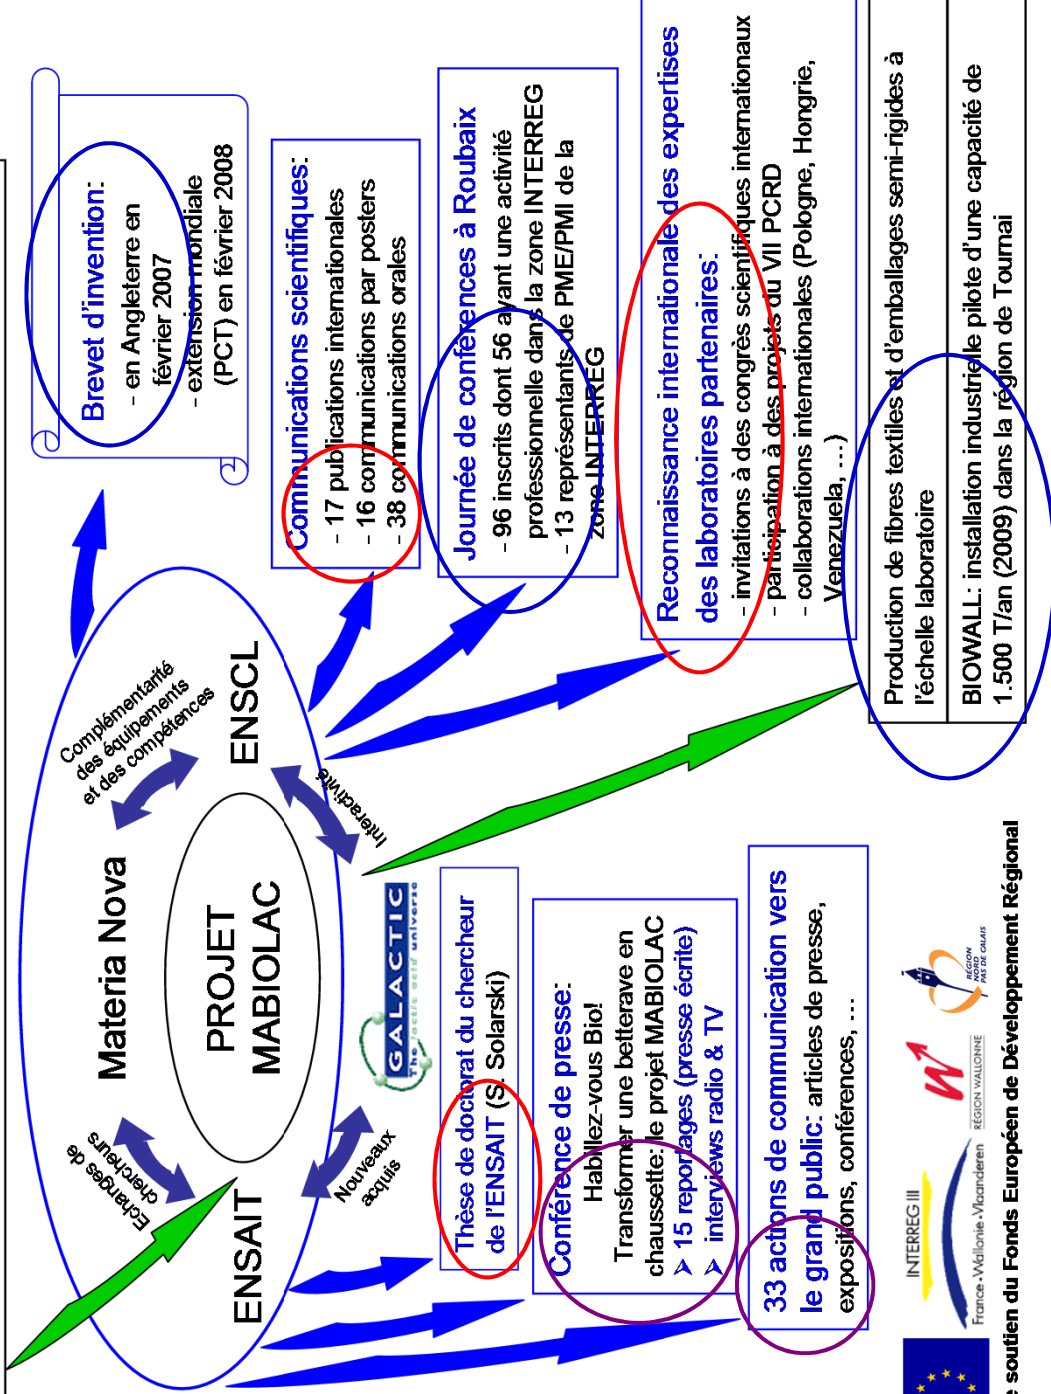 Echanges de
chercheurs
Materia Nova
Complémentarité
des équipements
et des compétences
ENSAIT
PROJET
MABIOLAC
ENSCL
Nouveaux
acquis
GALACTIC
The lactic acid universe
Interactivité
Brevet d'invention:
- en Angleterre en
février 2007
- extension mondiale
(PCT) en février 2008
Communications scientifiques:
- 17 publications internationales
- 16 communications par posters
- 38 communications orales
Journée de conférences à Roubaix
- 96 inscrits dont 56 ayant une activité
professionnelle dans la zone INTERREG
- 13 représentants de PME/PMI de la
zone INTERREG
Reconnaissance internationale des expertises
des laboratoires partenaires:
- invitations à des congrès scientifiques internationaux
- participation à des projets du VII PCRD
- collaborations internationales (Pologne, Hongrie,
Venezuela, ...)
Thèse de doctorat du chercheur
de l'ENSAIT (S. Solarski)
Conférence de presse:
Habillez-vous Bio!
Transformer une betterave en
chaussette: le projet MABIOLAC
➢ 15 reportages (presse écrite)
➢ interviews radio & TV
33 actions de communication vers
le grand public: articles de presse,
expositions, conférences, ...
Production de fibres textiles et d'emballages semi-rigides à
l'échelle laboratoire
BIOWALL: installation industrielle pilote d'une capacité de
1.500 T/an (2009) dans la région de Tournai
INTERREG III
France•Wallonie•Vlaanderen
REGION WALLONNE
RÉGION
NORD
PAS DE CALAIS
e soutien du Fonds Européen de Développement Régional